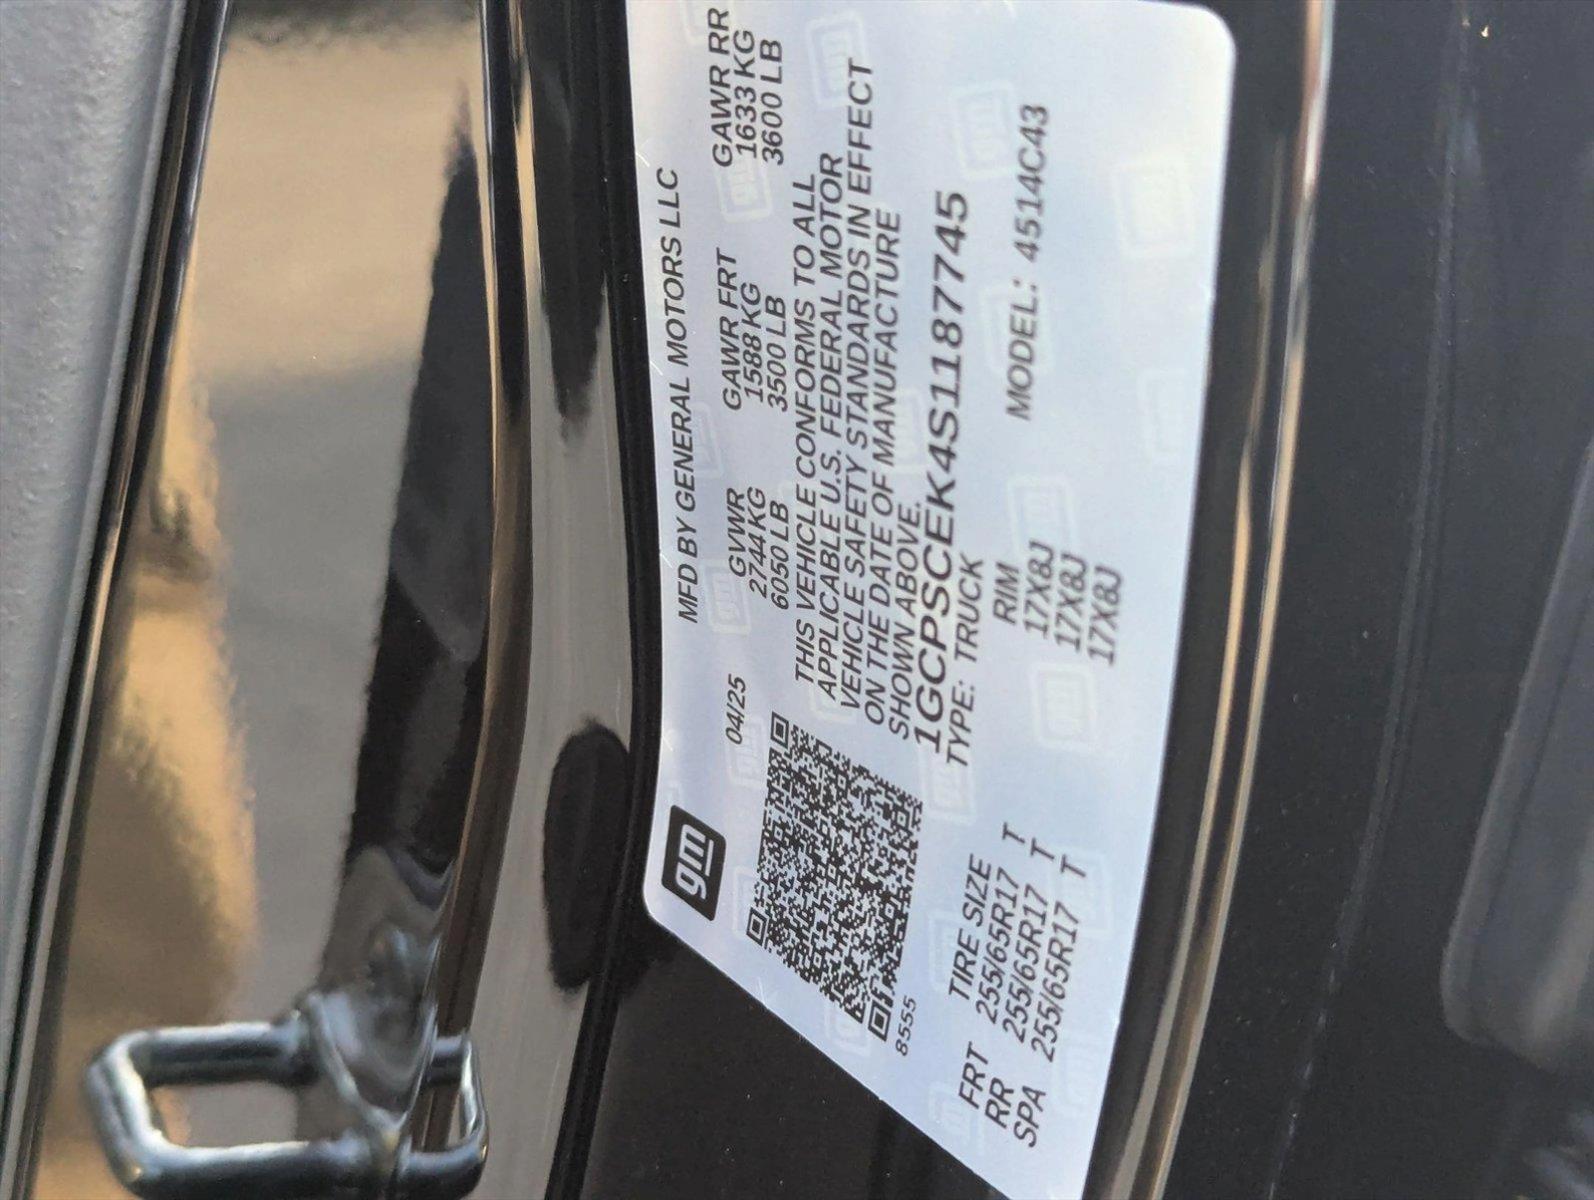 gm
MFD BY GENERAL MOTORS LLC
04/25
GVWR GAWR FRT GAWR RR
2744 KG 1588 KG 1633 KG
6050 LB 3500 LB 3600 LB
THIS VEHICLE CONFORMS TO ALL
APPLICABLE U.S. FEDERAL MOTOR
VEHICLE SAFETY STANDARDS IN EFFECT
ON THE DATE OF MANUFACTURE
SHOWN ABOVE.
1GCPSCEK4S1187745
TYPE: TRUCK MODEL: 4514C43
8555
TIRE SIZE RIM
FRT 255/65R17 T 17X8J
RR 255/65R17 T 17X8J
SPA 255/65R17 T 17X8J